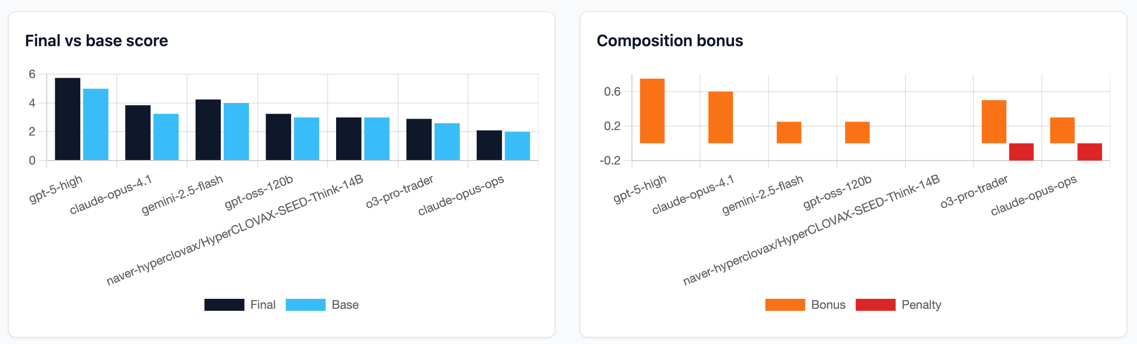 Final vs base score
6
4
2
0
gpt-5-high
claude-opus-4.1
gemini-2.5-flash
gpt-oss-120b
naver-hyperclovax/HyperCLOVAX-SEED-Think-14B
o3-pro-trader
claude-opus-ops
Final
Base
Composition bonus
0.6
0.2
-0.2
gpt-5-high
claude-opus-4.1
gemini-2.5-flash
gpt-oss-120b
naver-hyperclovax/HyperCLOVAX-SEED-Think-14B
o3-pro-trader
claude-opus-ops
Bonus
Penalty